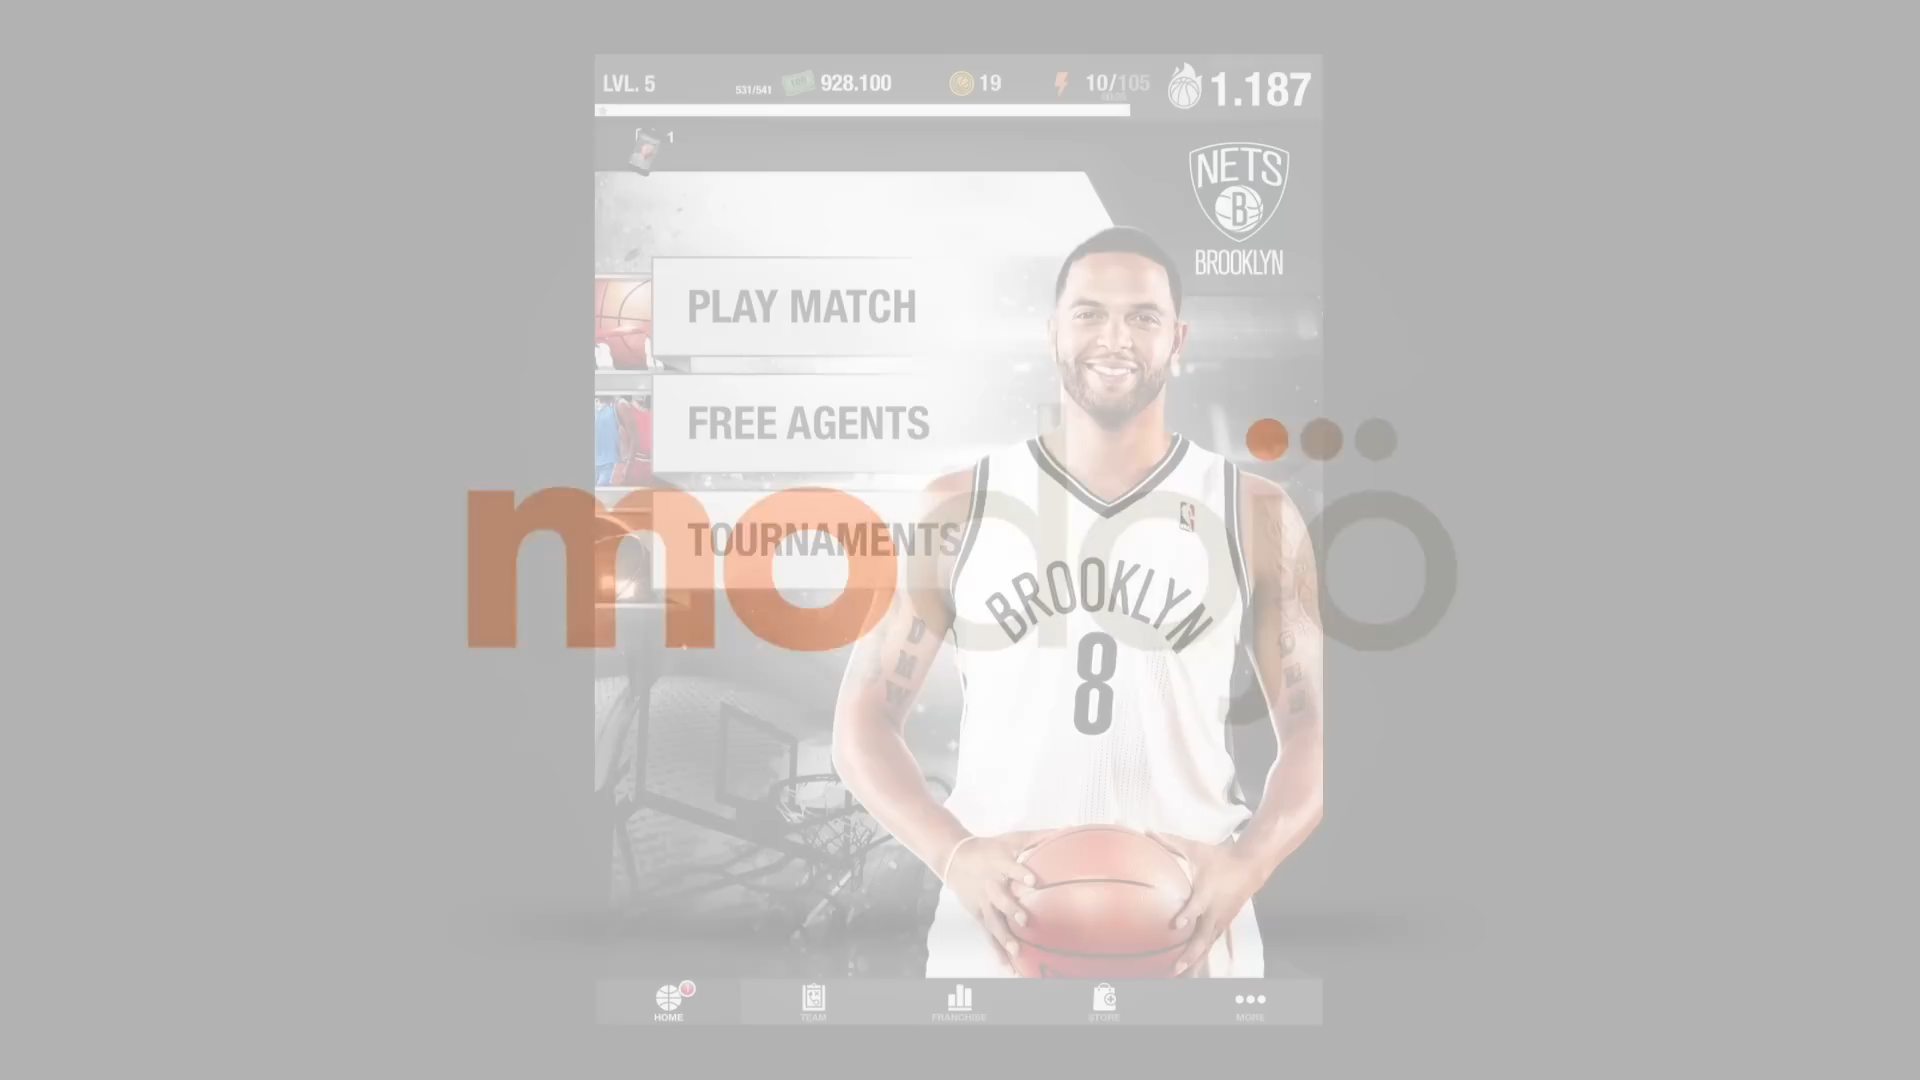 LVL. 5
531/541
928.100
19
10/105
1.187
1
NETS
B
BROOKLYN
PLAY MATCH
FREE AGENTS
TOURNAMENTS
modojo
BROOKLYN
8
HOME
TEAM
FRANCHISE
STORE
MORE